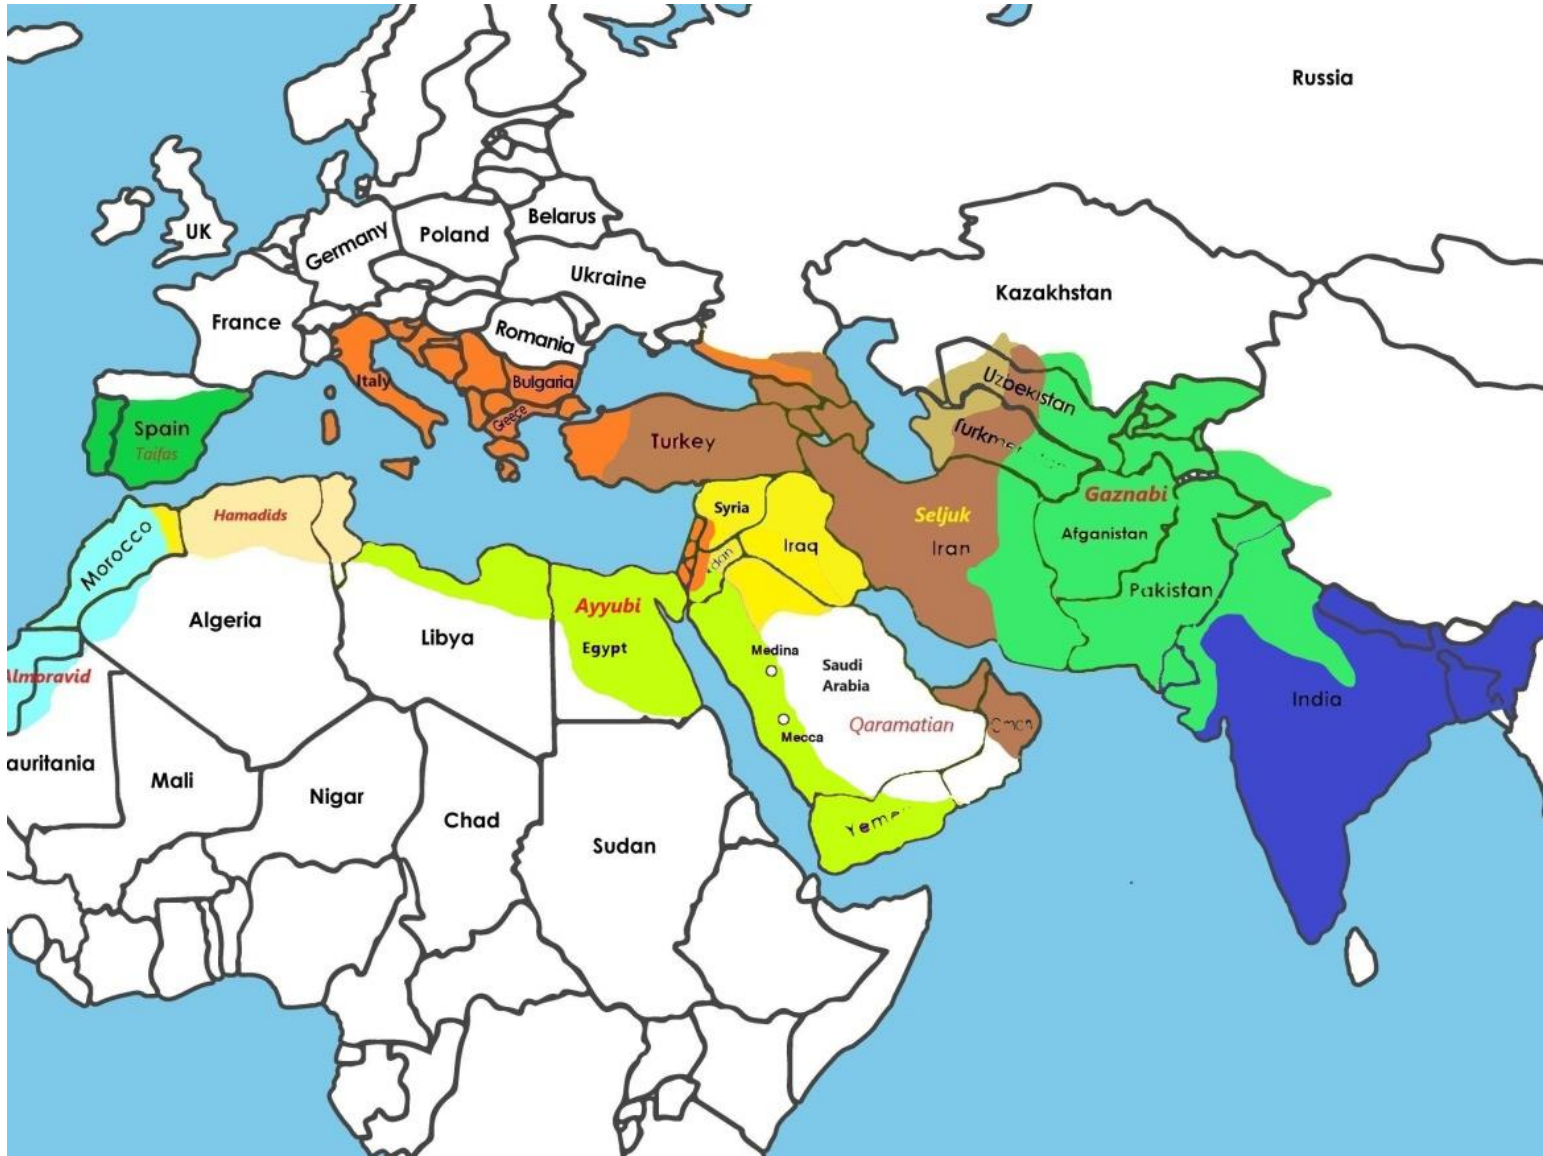 Russia
UK
Germany
Poland
Belarus
Ukraine
France
Romania
Kazakhstan
Italy
Bulgaria
Greece
Spain
Taifas
Turkey
Uzbekistan
Hamadids
Morocco
Syria
Iraq
Seljuk
Iran
Gaznabi
Afganistan
Pakistan
Algeria
Libya
Ayyubi
Egypt
Medina
Saudi
Arabia
Mecca
Qaramatian
India
Almoravid
auritania
Mali
Nigar
Chad
Sudan